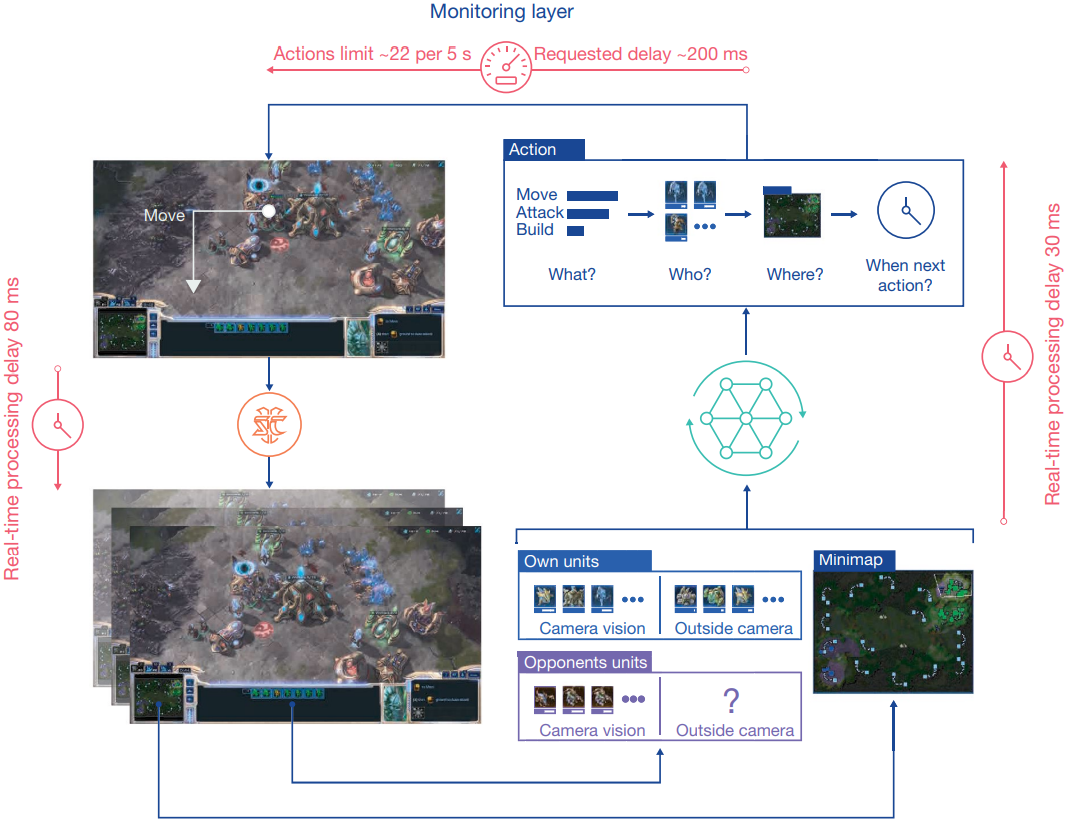 Monitoring layer
Actions limit ~22 per 5 s
Requested delay ~200 ms
Action
Move
Attack
Build
What?
Who?
Where?
When next
action?
Move
Real-time processing delay 80 ms
Real-time processing delay 30 ms
Own units
Camera vision
Outside camera
Opponents units
Camera vision
?
Outside camera
Minimap